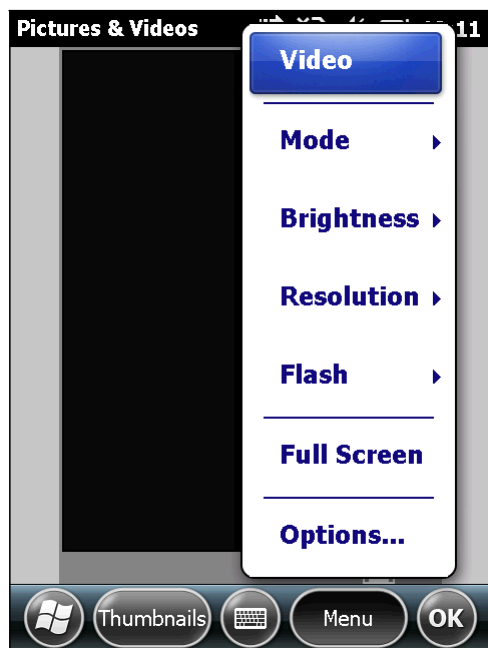 Pictures & Videos
Video
Mode
Brightness
Resolution
Flash
Full Screen
Options...
Thumbnails
Menu
OK